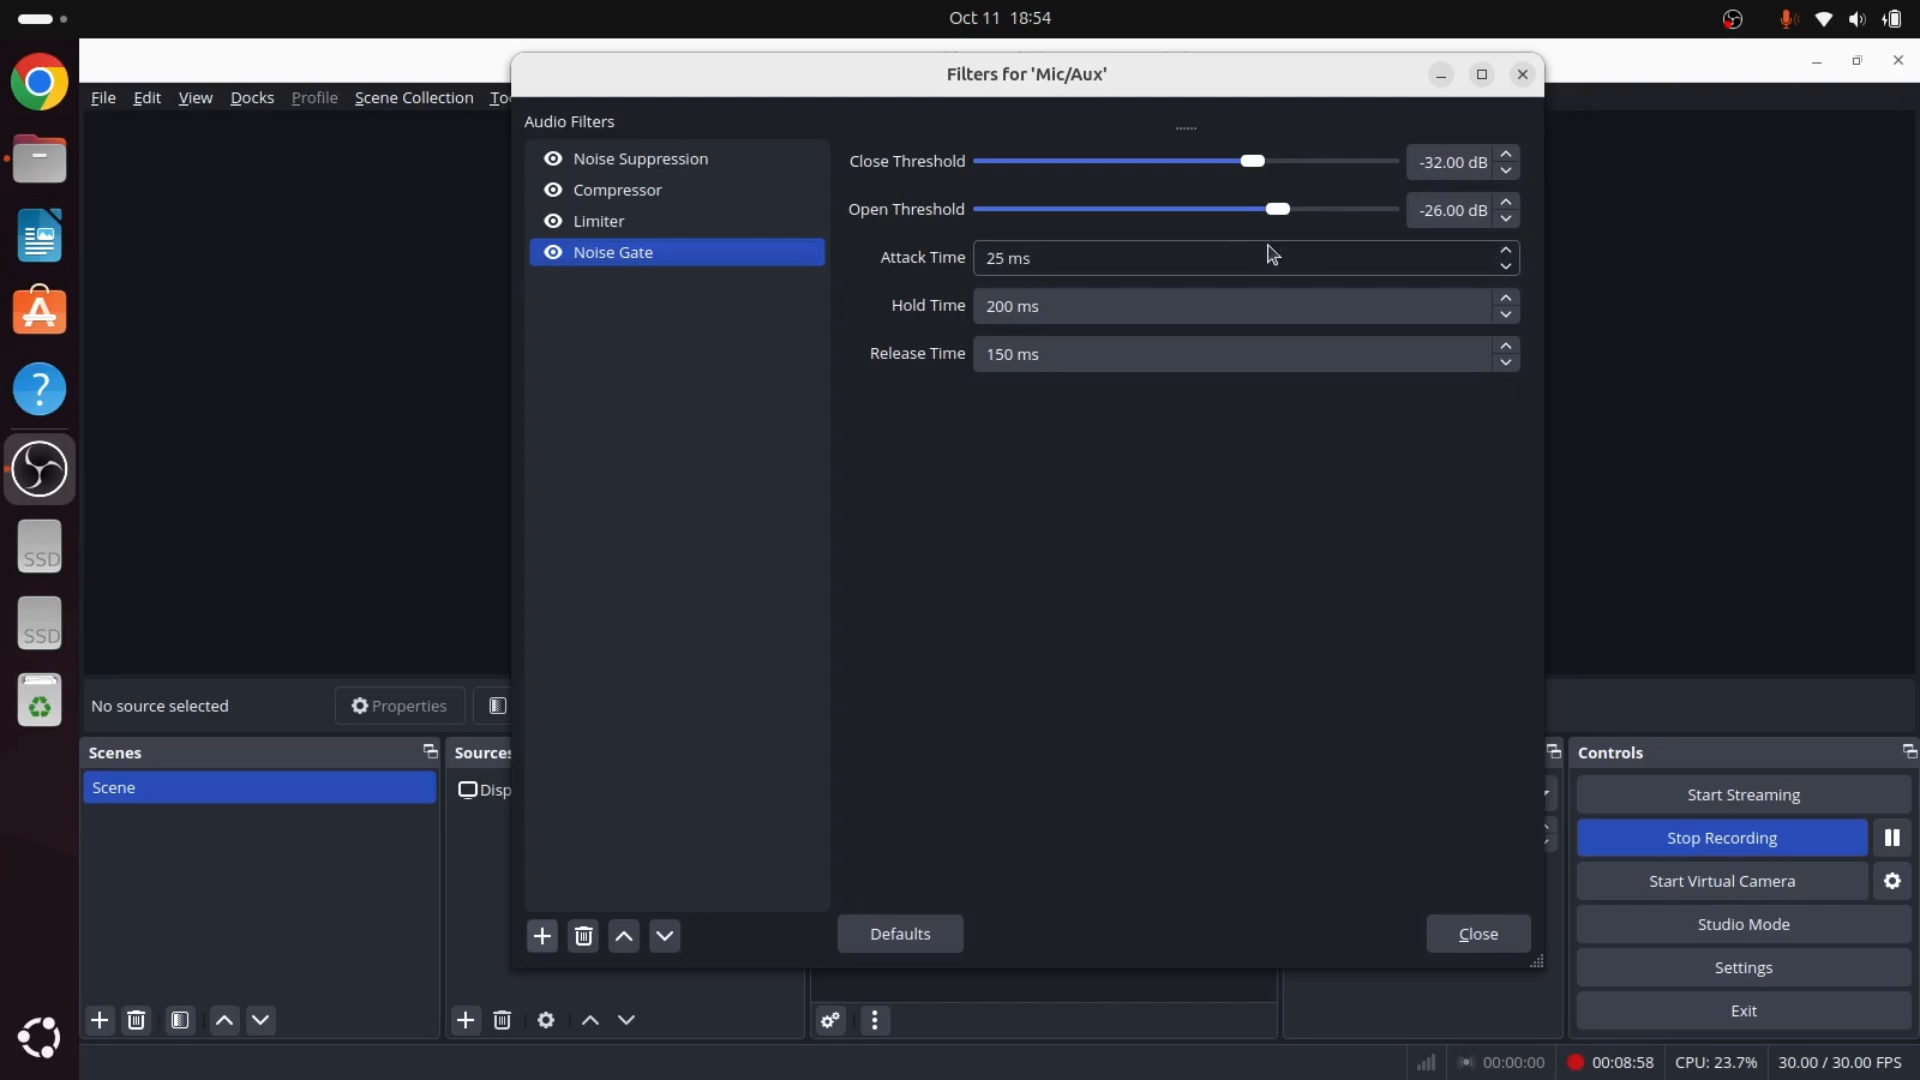 Oct 11 18:54
Filters for 'Mic/Aux'
File Edit View Docks Profile Scene Collection
Audio Filters
Noise Suppression
Compressor
Limiter
Noise Gate
Close Threshold -32.00 dB
Open Threshold -26.00 dB
Attack Time 25 ms
Hold Time 200 ms
Release Time 150 ms
SSD
SSD
No source selected Properties
Defaults Close
Scenes
Scene
Sources
Disp
Controls
Start Streaming
Stop Recording
Start Virtual Camera
Studio Mode
Settings
Exit
00:00:00 00:08:58 CPU: 23.7% 30.00 / 30.00 FPS